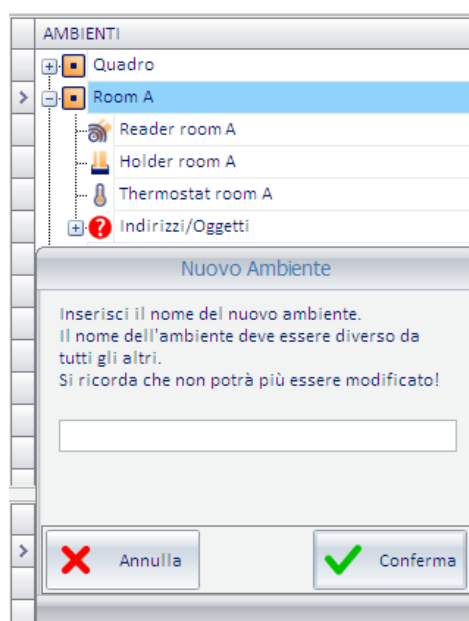 AMBIENTI
Quadro
Room A
Reader room A
Holder room A
Thermostat room A
Indirizzi/Oggetti
Nuovo Ambiente
Inserisci il nome del nuovo ambiente.
Il nome dell'ambiente deve essere diverso da
tutti gli altri.
Si ricorda che non potrà più essere modificato!
Annulla
Conferma